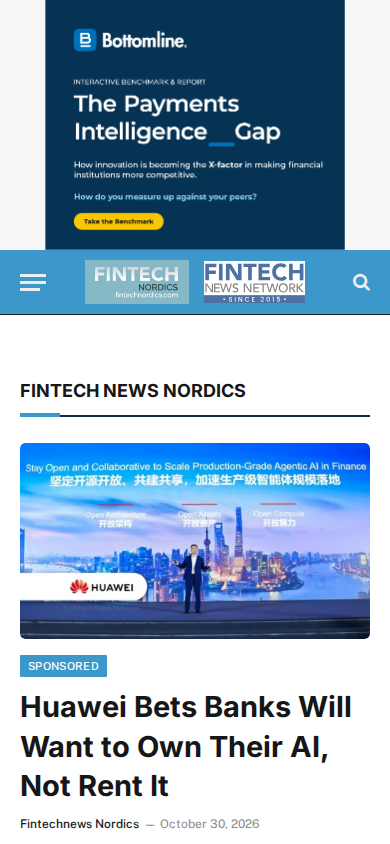 Bottomline.
INTERACTIVE BENCHMARK & REPORT
The Payments
Intelligence__Gap
How innovation is becoming the X-factor in making financial
institutions more competitive.
How do you measure up against your peers?
Take the Benchmark
FINTECH
NORDICS
fintechnordics.com
FINTECH
NEWS NETWORK
• SINCE 2015 •
FINTECH NEWS NORDICS
Stay Open and Collaborative to Scale Production-Grade Agentic AI in Finance
坚定开源开放、共建共享，加速生产级智能体规模落地
Open Architecture
开放架构
Open Assets
开放资产
Open Compute
开放算力
HUAWEI
SPONSORED
Huawei Bets Banks Will
Want to Own Their AI,
Not Rent It
Fintechnews Nordics — October 30, 2026